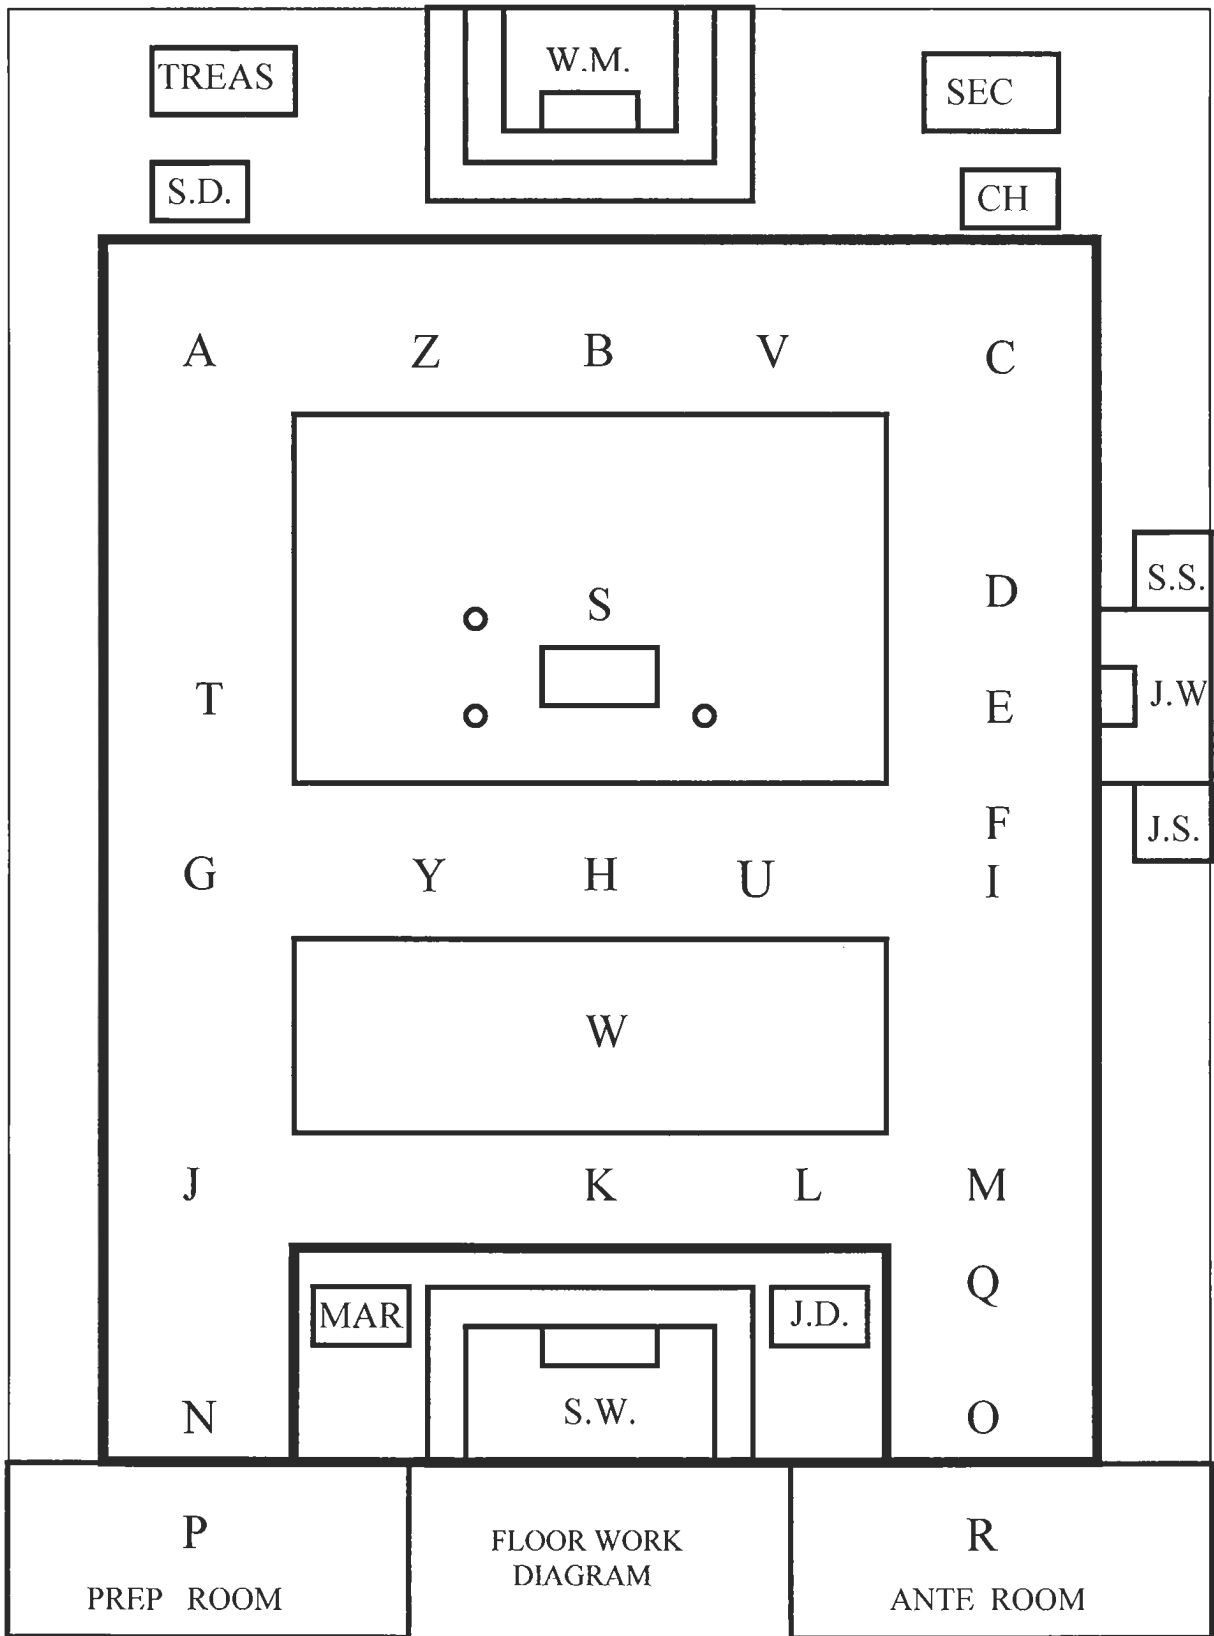 W.M.
TREAS
SEC
S.D.
CH
A Z B V C
S.S.
D
S
J.W
T E
F
J.S.
G Y H U I
W
J K L M
Q
MAR J.D.
S.W.
N O
P R
FLOOR WORK
DIAGRAM
PREP ROOM
ANTE ROOM